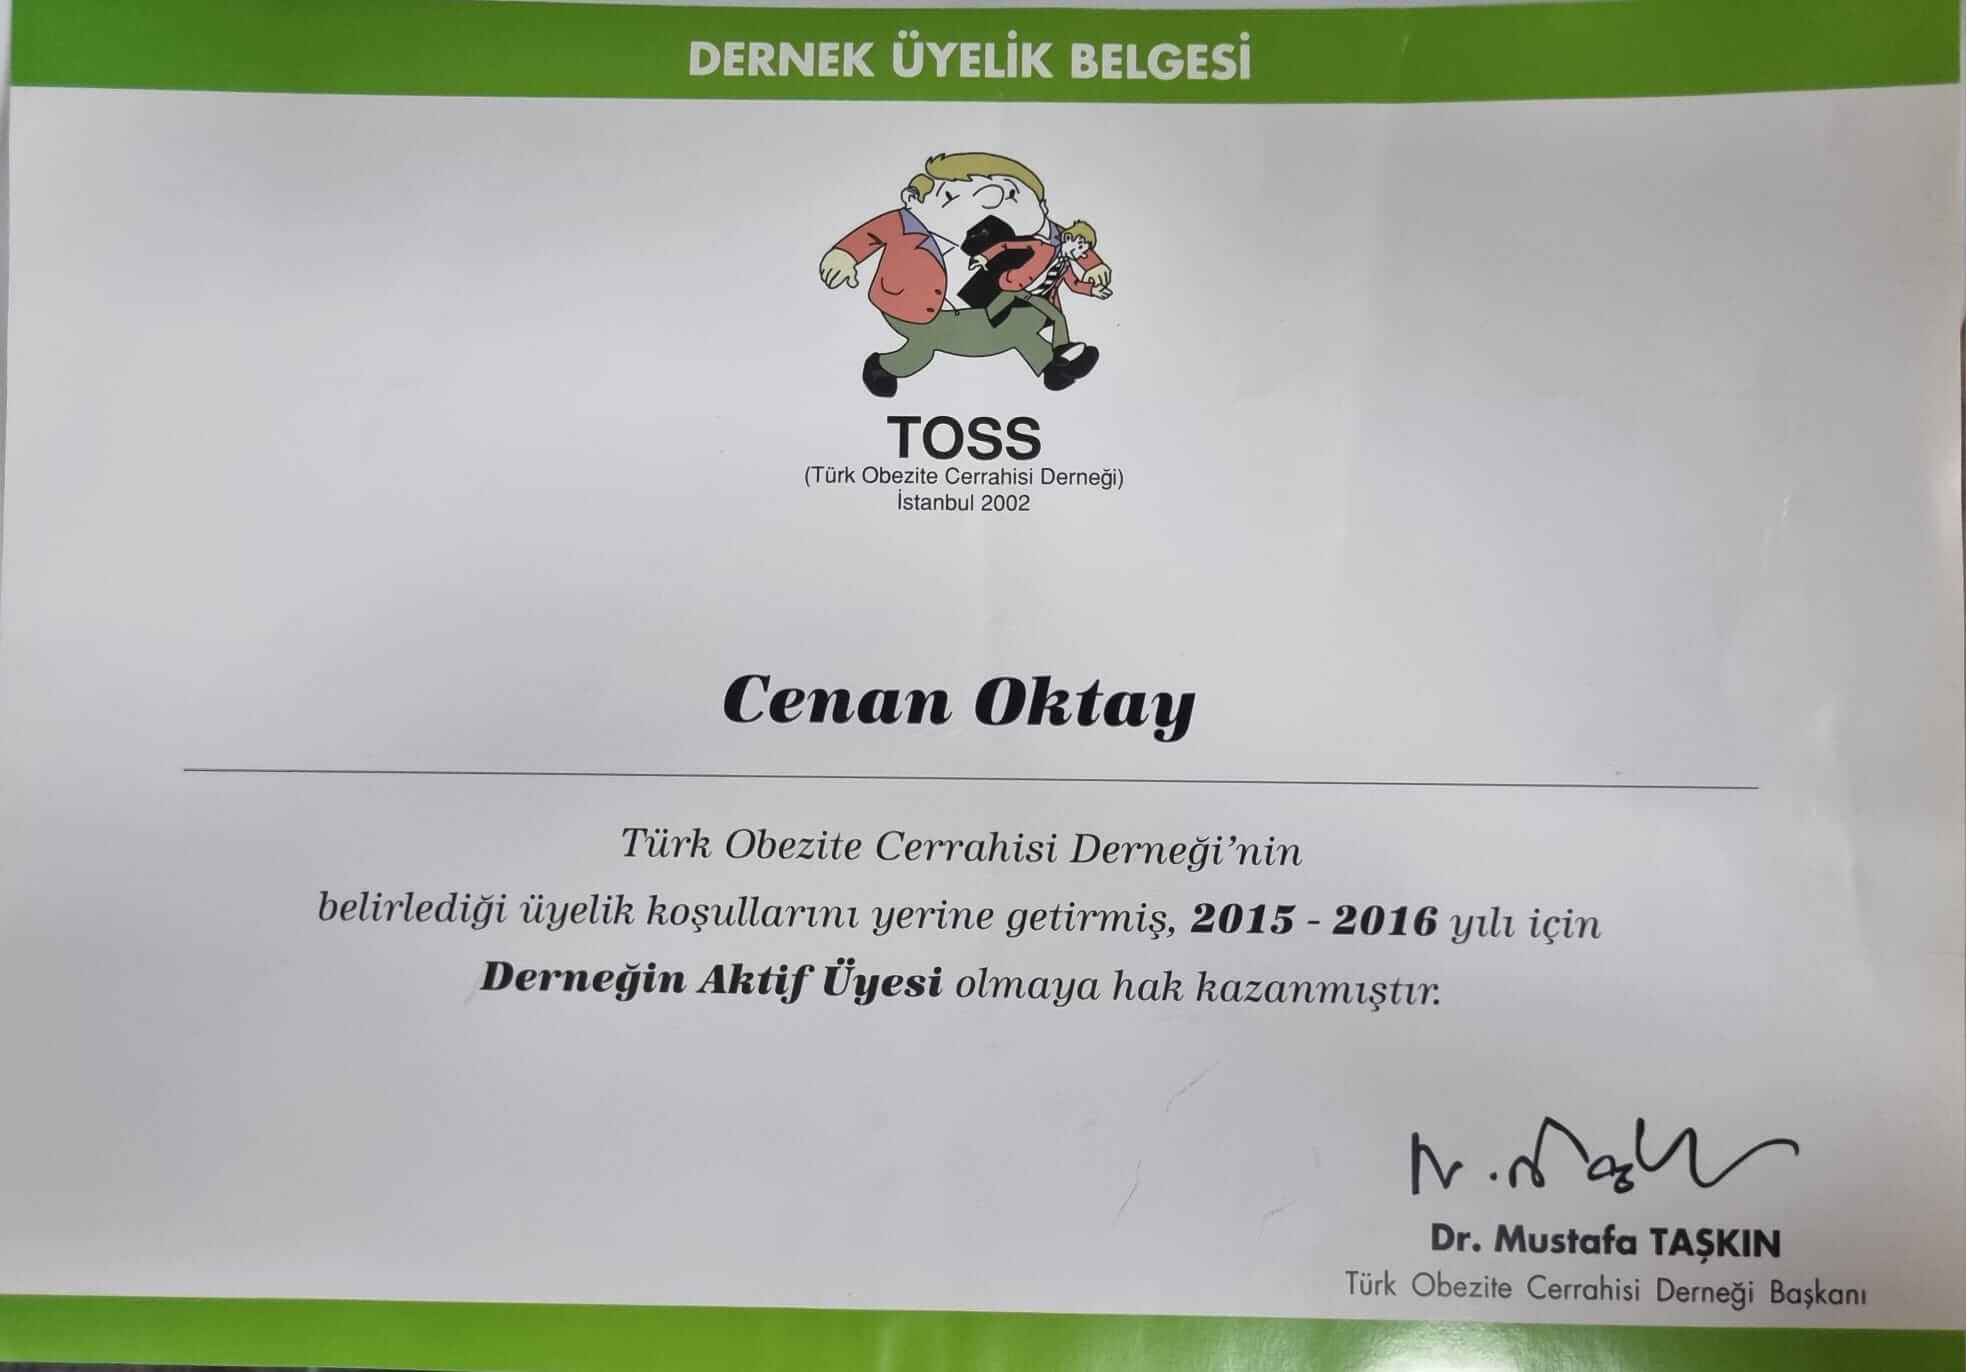 DERNEK ÜYELİK BELGESİ
TOSS
(Türk Obezite Cerrahisi Derneği)
İstanbul 2002
Cenan Oktay
Türk Obezite Cerrahisi Derneği’nin
belirlediği üyelik koşullarını yerine getirmiş, 2015 - 2016 yılı için
Derneğin Aktif Üyesi olmaya hak kazanmıştır.
Dr. Mustafa TAŞKIN
Türk Obezite Cerrahisi Derneği Başkanı